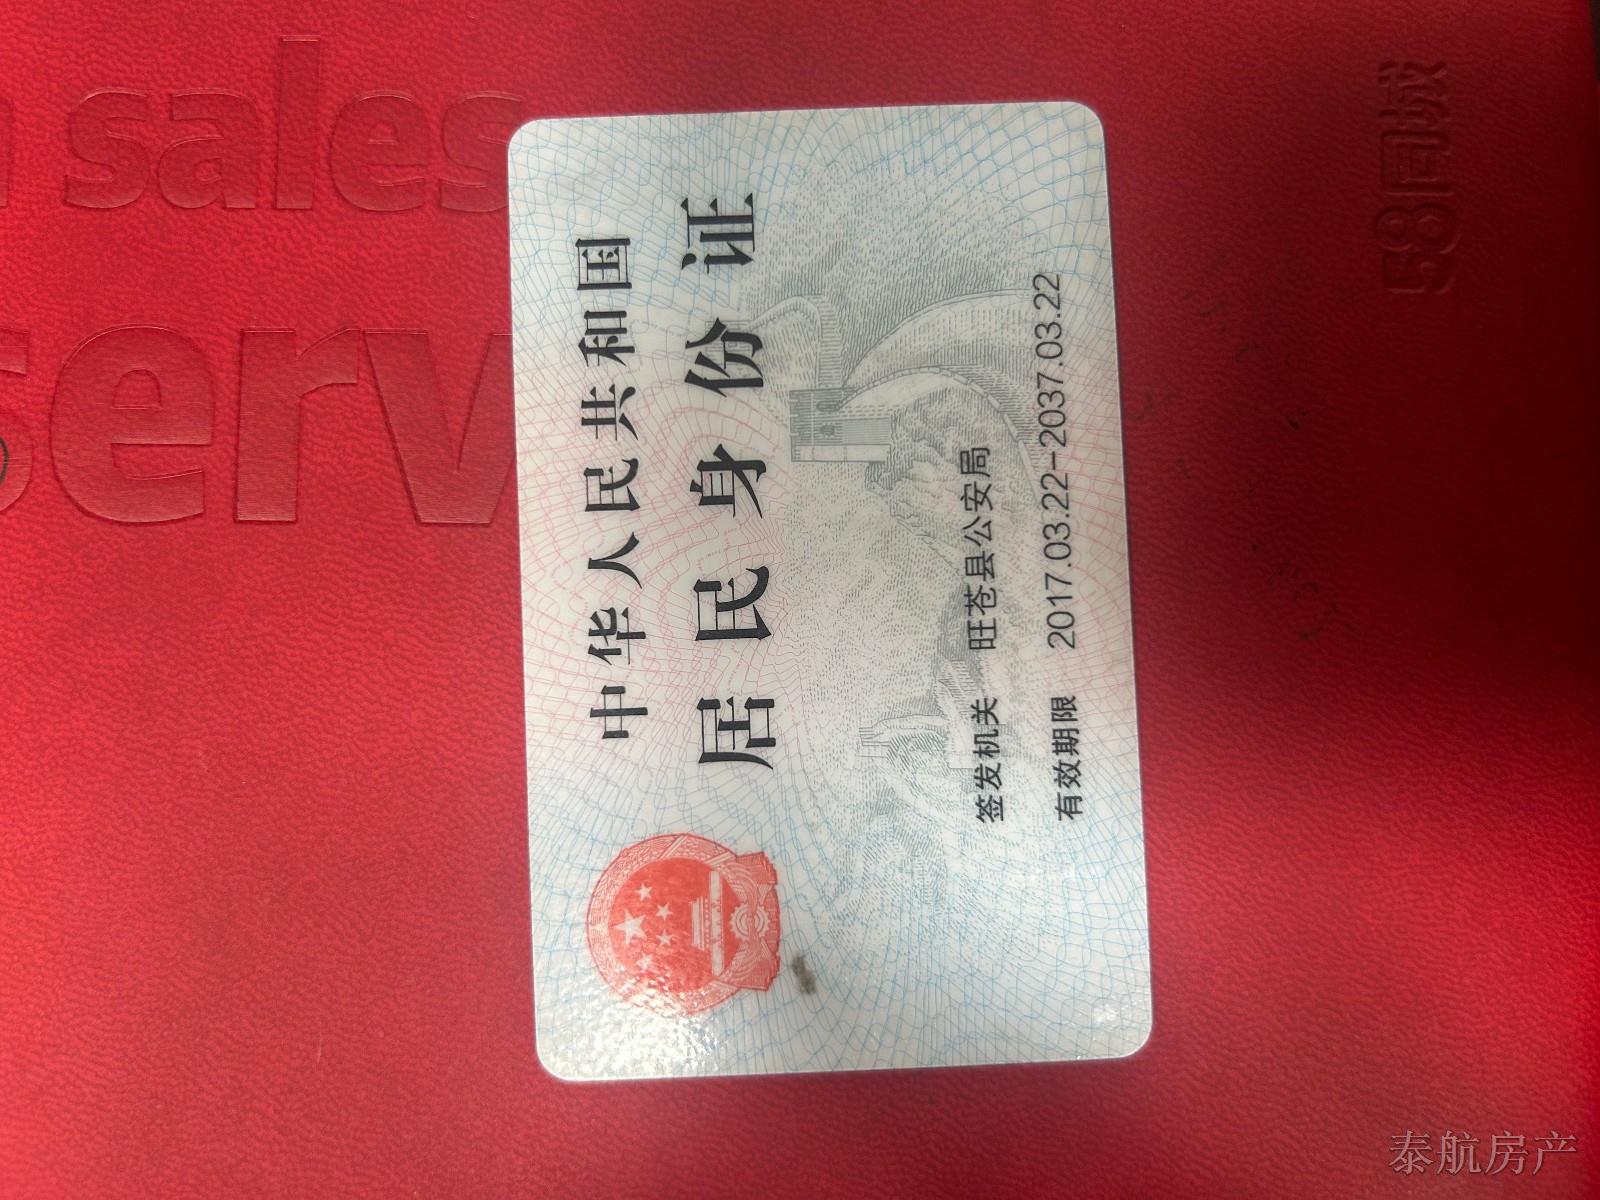 中华人民共和国
居民身份证
签发机关 旺苍县公安局
有效期限 2017.03.22-2037.03.22
sales
serv
58同城
泰航房产